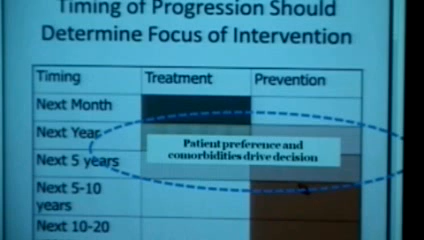 Timing of Progression Should
Determine Focus of Intervention
Timing Treatment Prevention
Next Month
Next Year
Patient preference and
comorbidities drive decision
Next 5 years
Next 5-10
years
Next 10-20